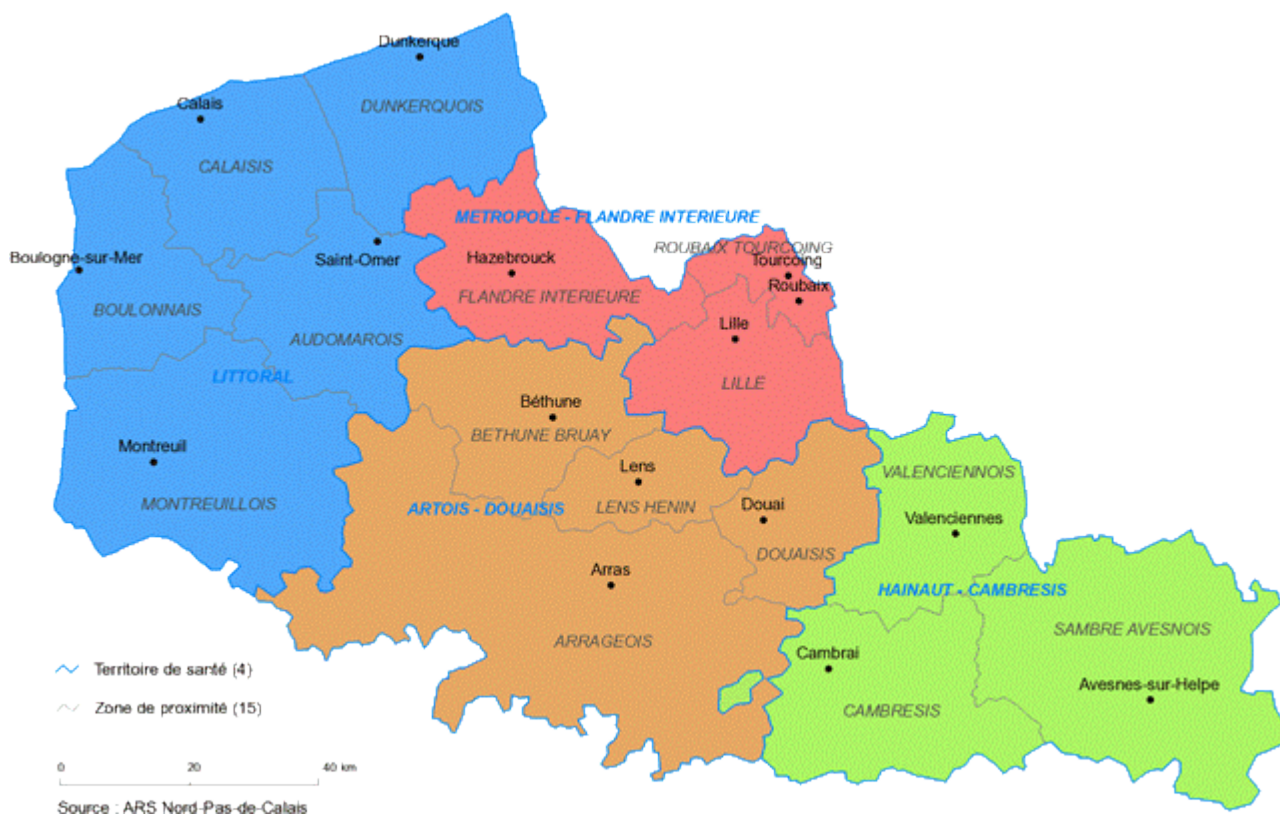 Dunkerque
DUNKERQUOIS
Calais
CALAISIS
METROPOLE - FLANDRE INTERIEURE
ROUBAIX TOURCOING
Boulogne-sur-Mer
Saint-Omer
Hazebrouck
Tourcoing
Roubaix
FLANDRE INTERIEURE
BOULONNAIS
AUDOMAROIS
Lille
LITTORAL
LILLE
Béthune
BETHUNE BRUAY
Montreuil
MONTREUILLOIS
Lens
LENS HENIN
ARTOIS - DOUAISIS
Douai
DOUAISIS
VALENCIENNOIS
Valenciennes
Arras
ARRAGEOIS
HAINAUT - CAMBRESIS
SAMBRE AVESNOIS
Cambrai
CAMBRESIS
Avesnes-sur-Helpe
Territoire de santé (4)
Zone de proximité (15)
0 20 40 km
Source : ARS Nord-Pas-de-Calais